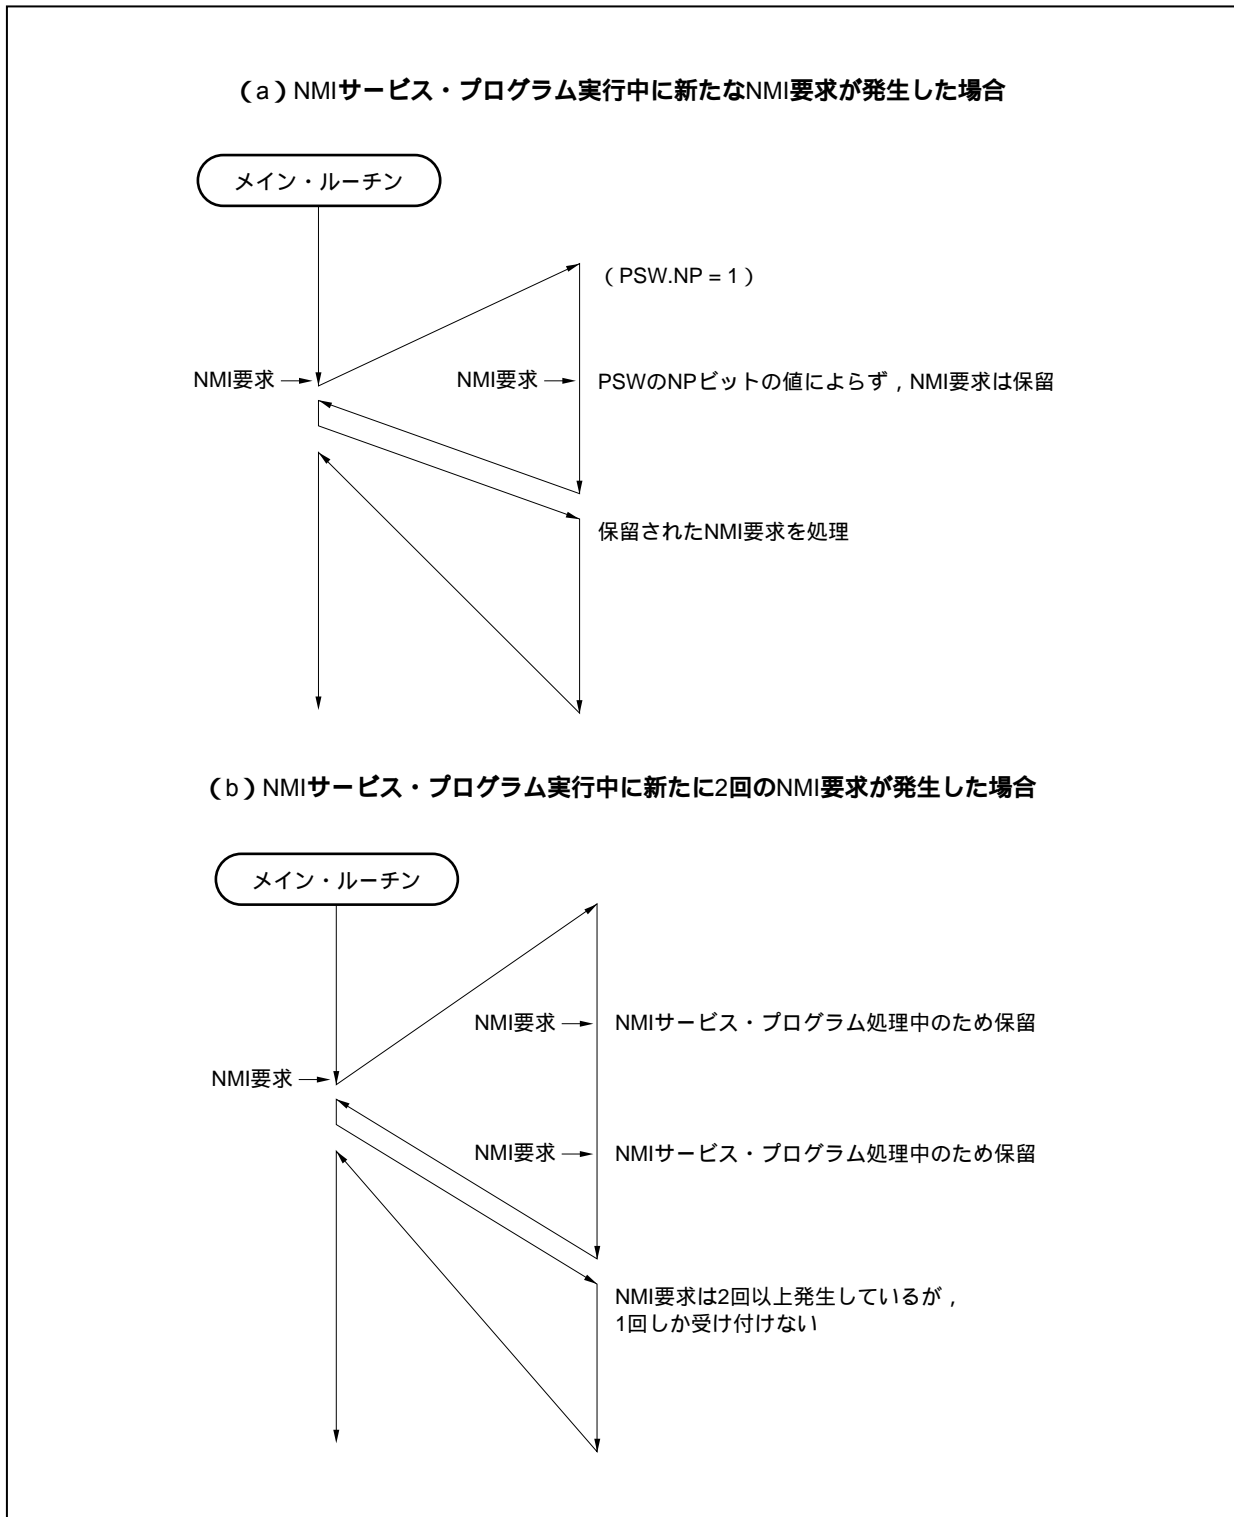 （a）NMIサービス・プログラム実行中に新たなNMI要求が発生した場合
メイン・ルーチン
（PSW.NP = 1）
NMI要求
NMI要求
PSWのNPビットの値によらず，NMI要求は保留
保留されたNMI要求を処理
（b）NMIサービス・プログラム実行中に新たに2回のNMI要求が発生した場合
メイン・ルーチン
NMI要求
NMIサービス・プログラム処理中のため保留
NMI要求
NMI要求
NMIサービス・プログラム処理中のため保留
NMI要求は2回以上発生しているが，
1回しか受け付けない